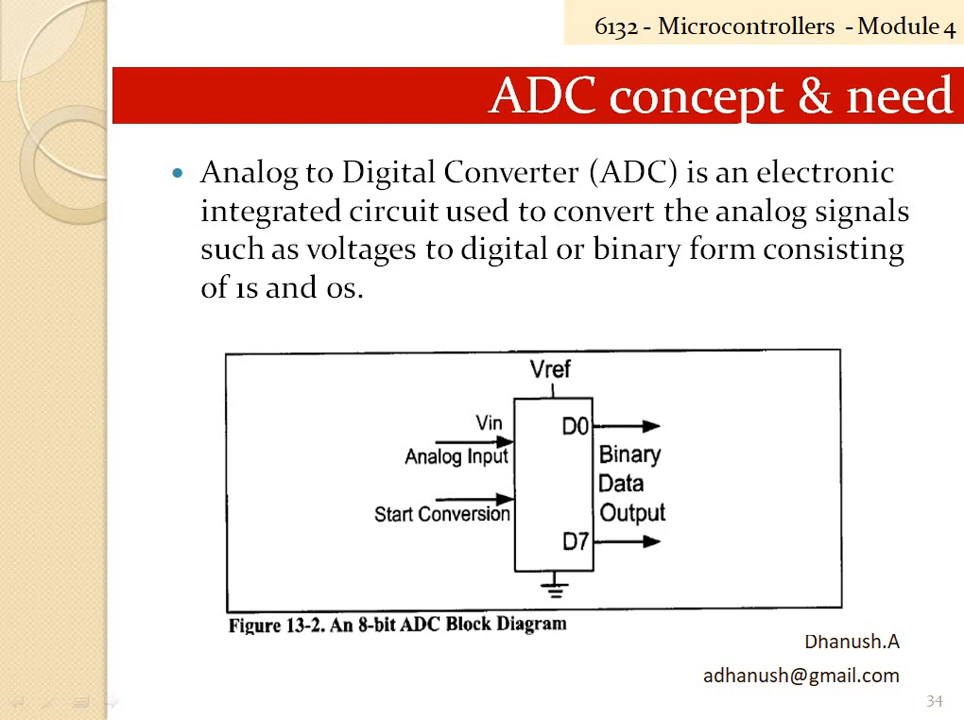 6132 - Microcontrollers - Module 4
ADC concept & need
• Analog to Digital Converter (ADC) is an electronic
integrated circuit used to convert the analog signals
such as voltages to digital or binary form consisting
of 1s and 0s.
Vref
Vin
D0
Analog Input
Binary
Data
Start Conversion
Output
D7
Figure 13-2. An 8-bit ADC Block Diagram
Dhanush.A
adhanush@gmail.com
34